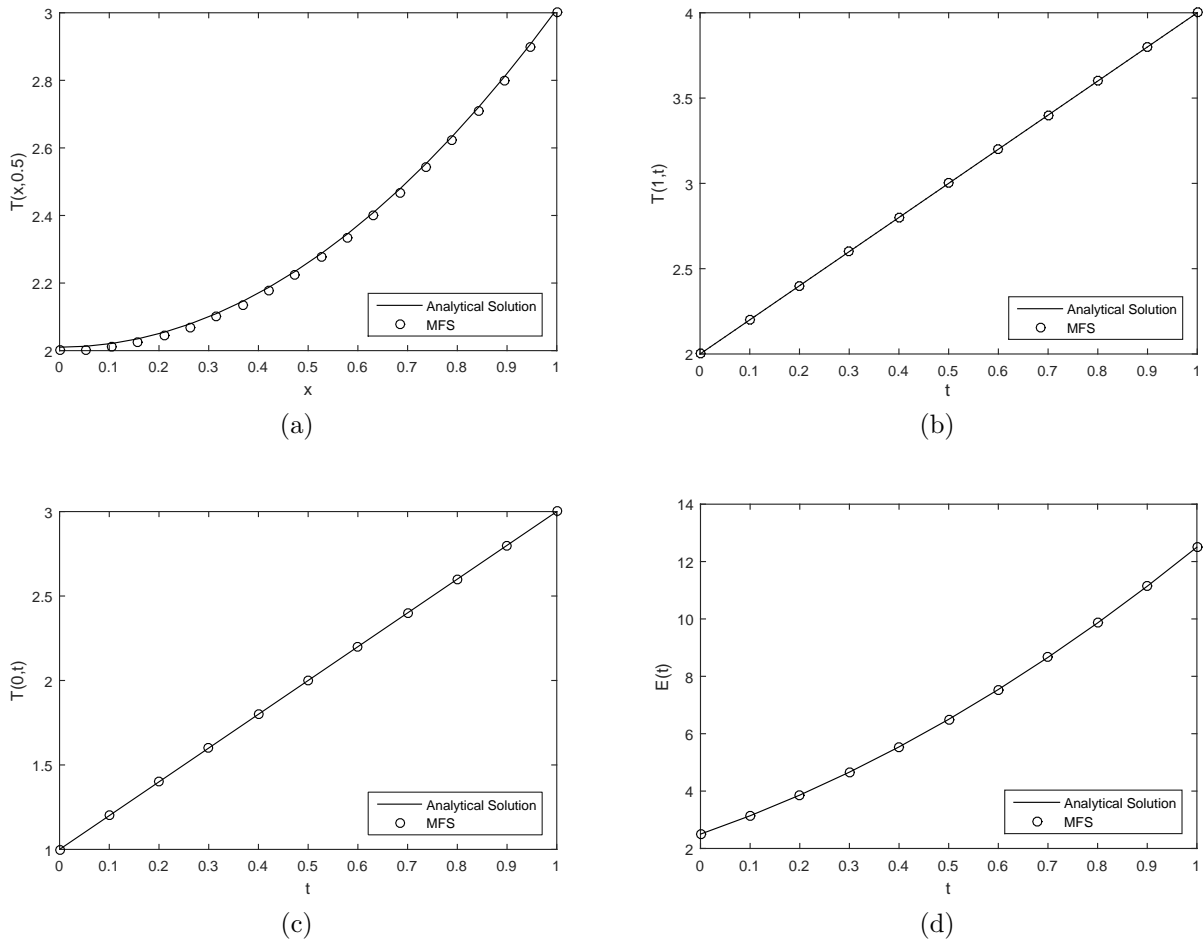 3
2.8
2.6
2.4
2.2
2
T(x,0.5)
0 0.1 0.2 0.3 0.4 0.5 0.6 0.7 0.8 0.9 1
x
Analytical Solution
MFS
(a)
4
3.5
3
2.5
2
T(1,t)
0 0.1 0.2 0.3 0.4 0.5 0.6 0.7 0.8 0.9 1
t
Analytical Solution
MFS
(b)
3
2.5
2
1.5
1
T(0,t)
0 0.1 0.2 0.3 0.4 0.5 0.6 0.7 0.8 0.9 1
t
Analytical Solution
MFS
(c)
14
12
10
8
6
4
2
E(t)
0 0.1 0.2 0.3 0.4 0.5 0.6 0.7 0.8 0.9 1
t
Analytical Solution
MFS
(d)